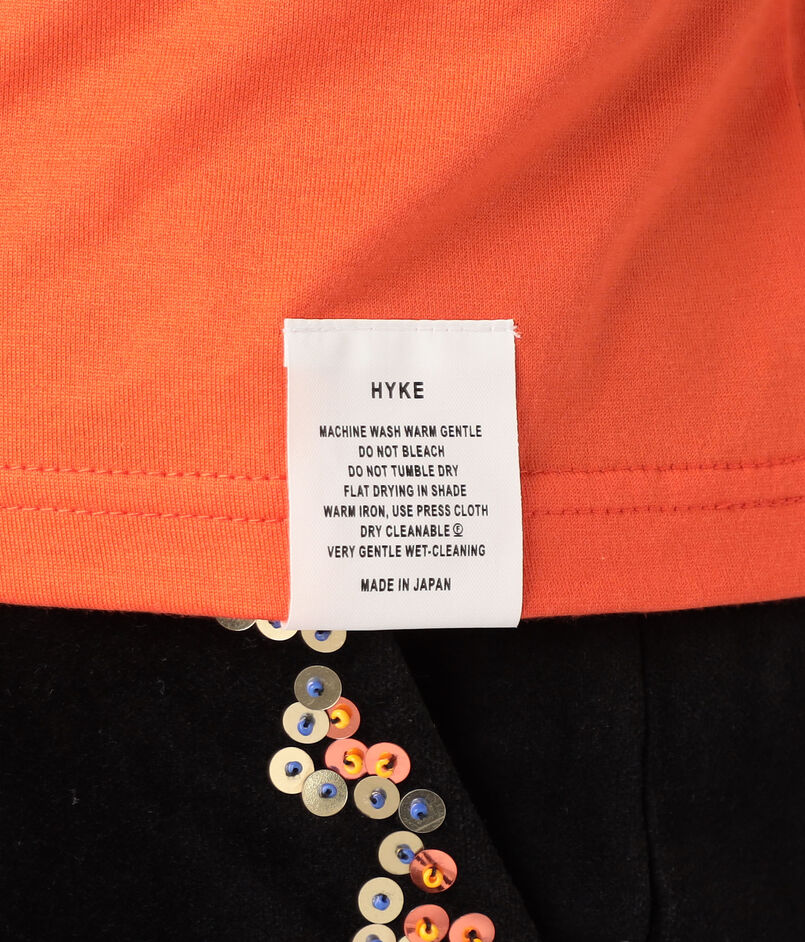 HYKE
MACHINE WASH WARM GENTLE
DO NOT BLEACH
DO NOT TUMBLE DRY
FLAT DRYING IN SHADE
WARM IRON, USE PRESS CLOTH
DRY CLEANABLE Ⓕ
VERY GENTLE WET-CLEANING
MADE IN JAPAN